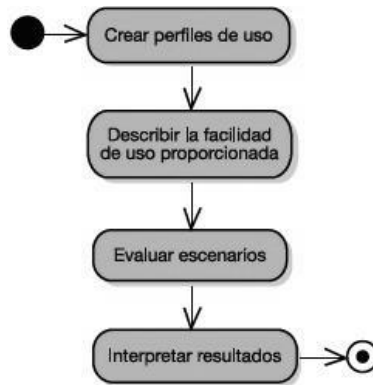 Crear perfiles de uso
Describir la facilidad
de uso proporcionada
Evaluar escenarios
Interpretar resultados